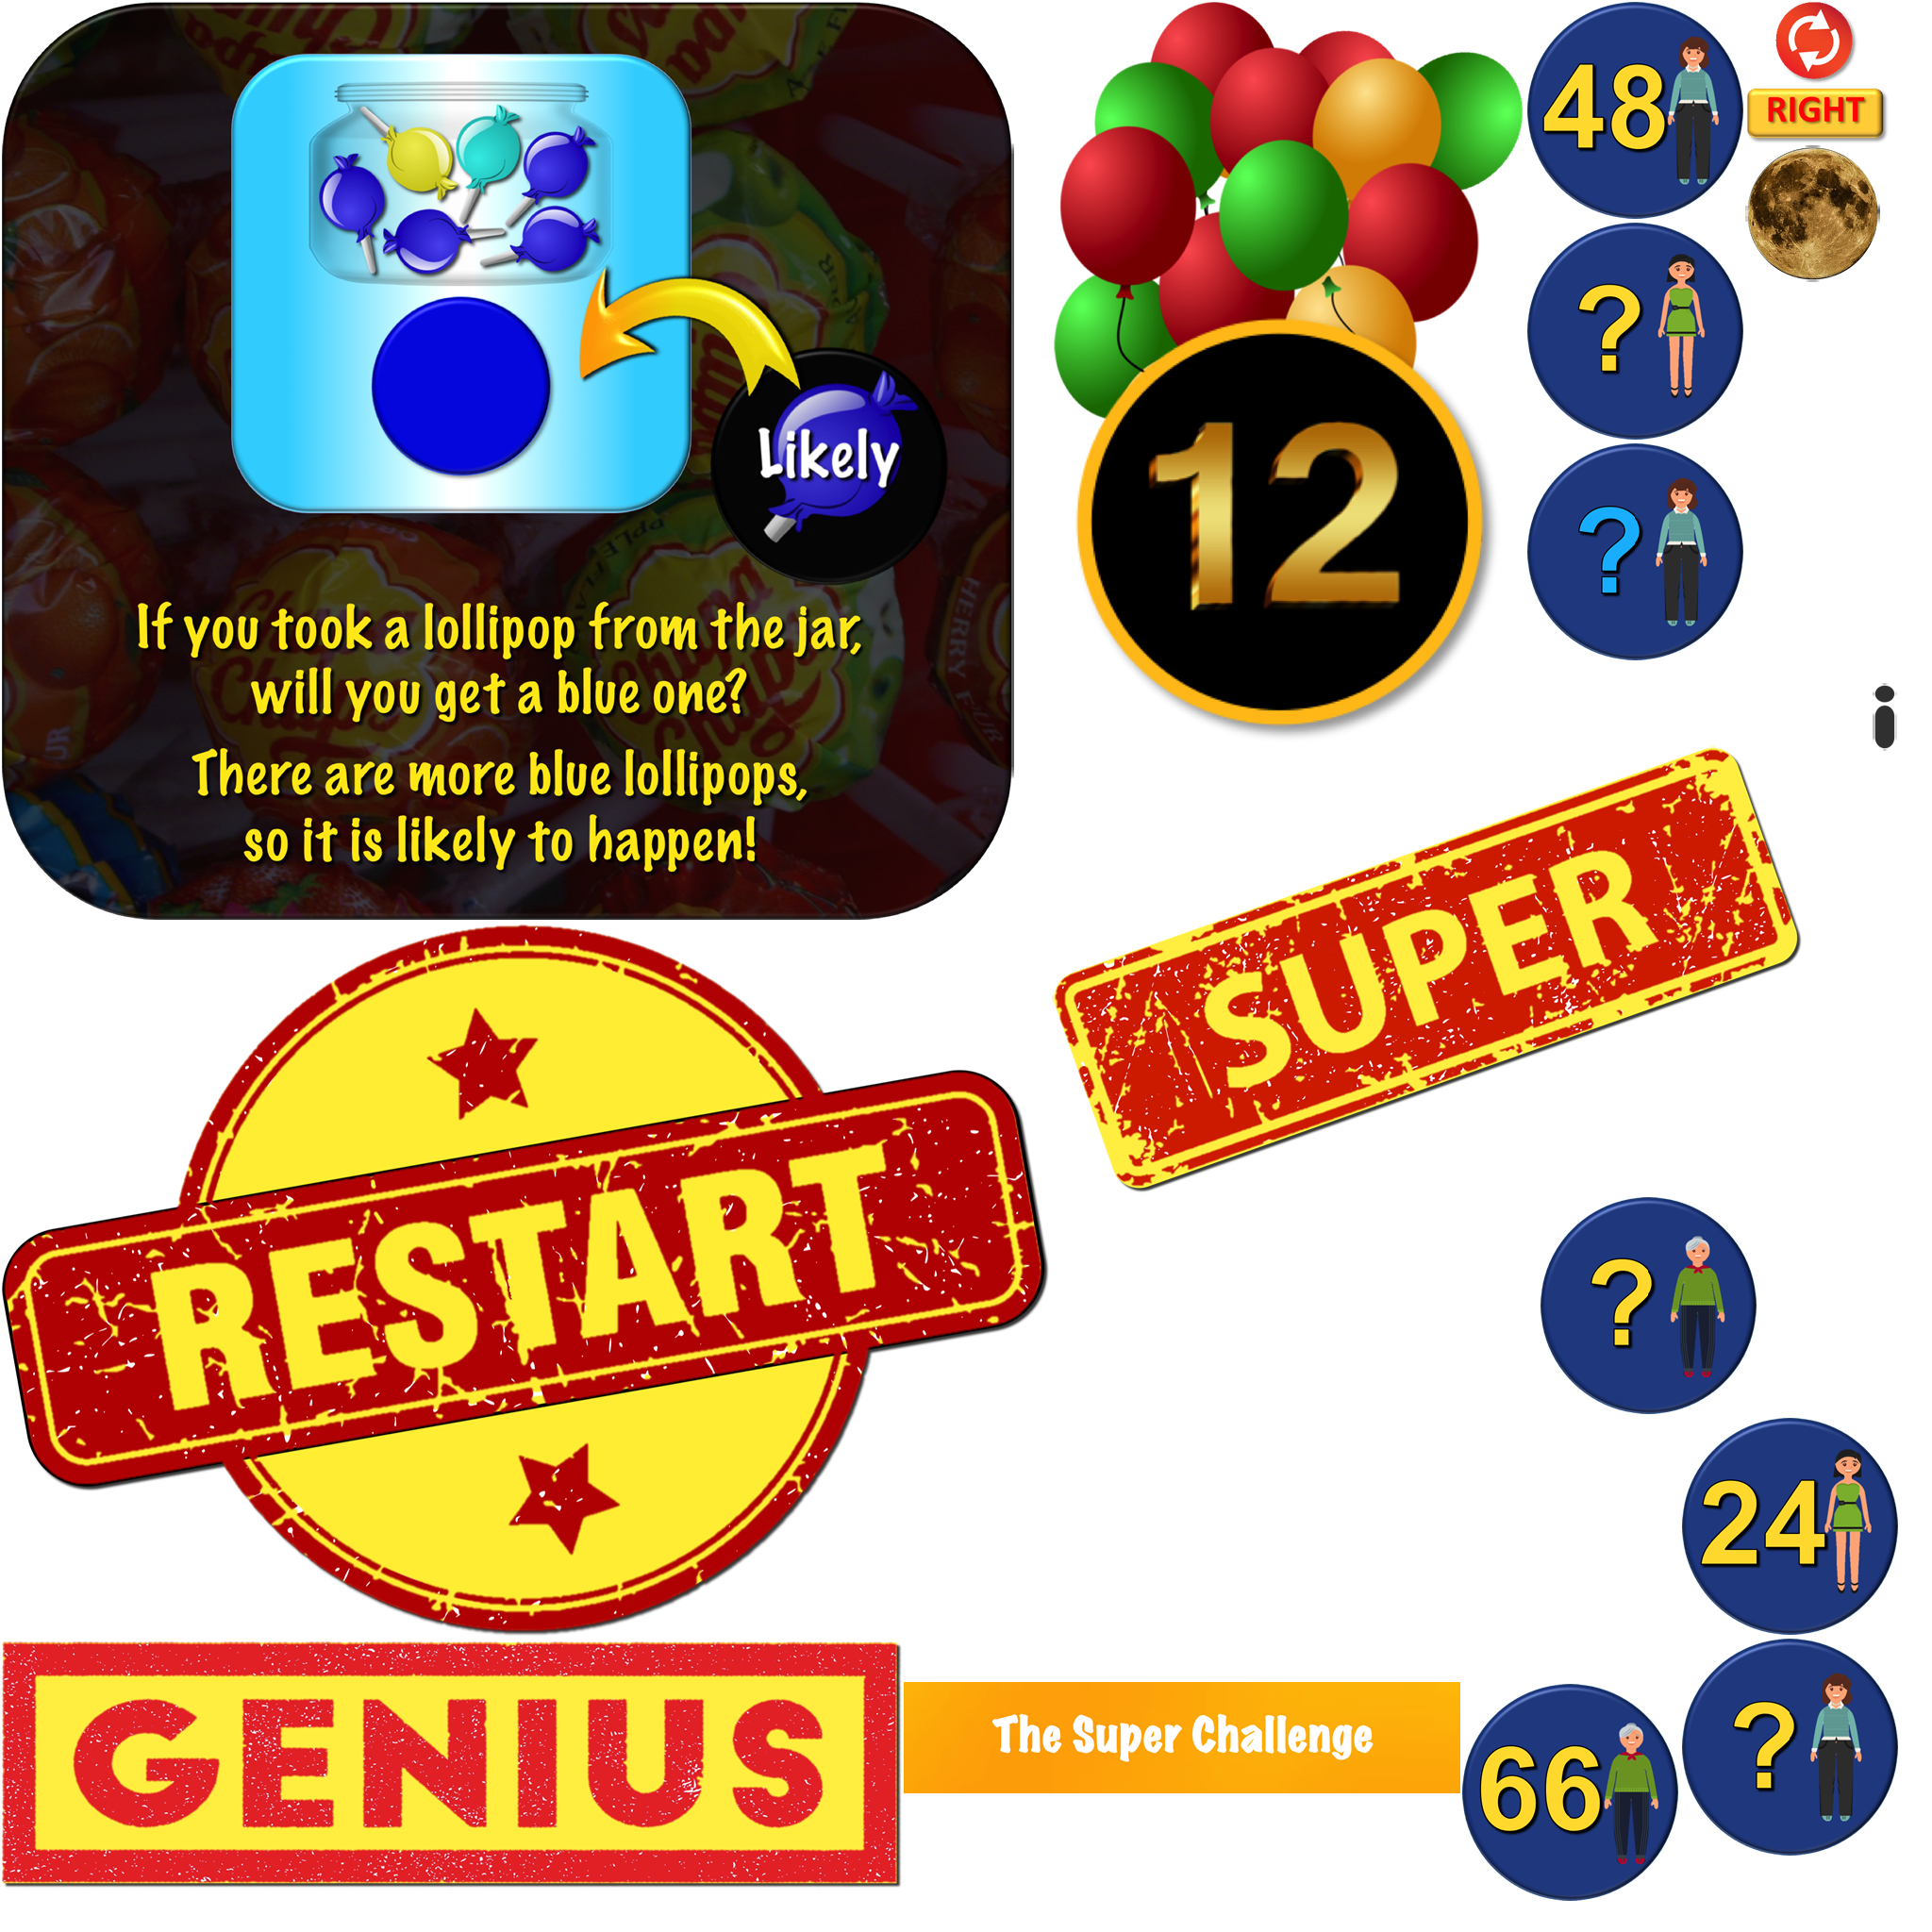 Likely
If you took a lollipop from the jar,
will you get a blue one?
There are more blue lollipops,
so it is likely to happen!
12
48
RIGHT
?
?
i
SUPER
RESTART
?
24
GENIUS
The Super Challenge
66
?